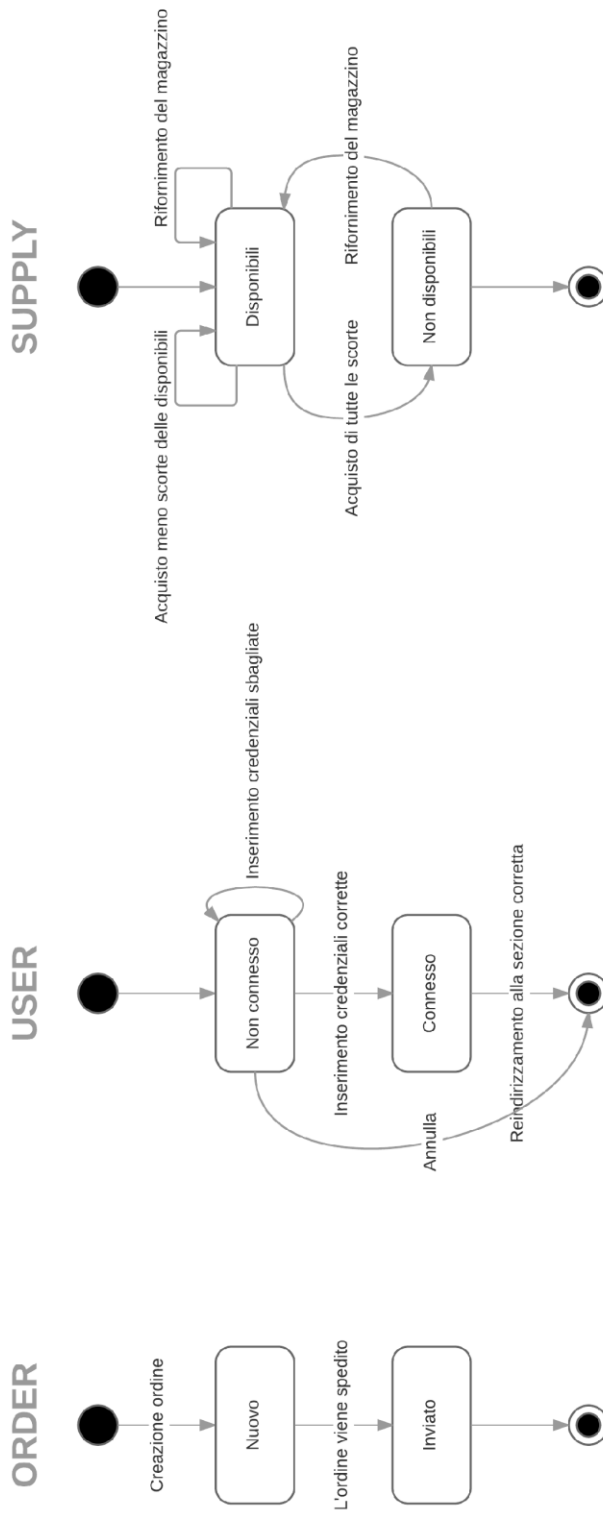 ORDER
Creazione ordine
Nuovo
L'ordine viene spedito
Inviato
USER
Non connesso
Inserimento credenziali sbagliate
Inserimento credenziali corrette
Connesso
Annulla
Reindirizzamento alla sezione corretta
SUPPLY
Acquisto meno scorte delle disponibili
Rifornimento del magazzino
Disponibili
Acquisto di tutte le scorte
Rifornimento del magazzino
Non disponibili